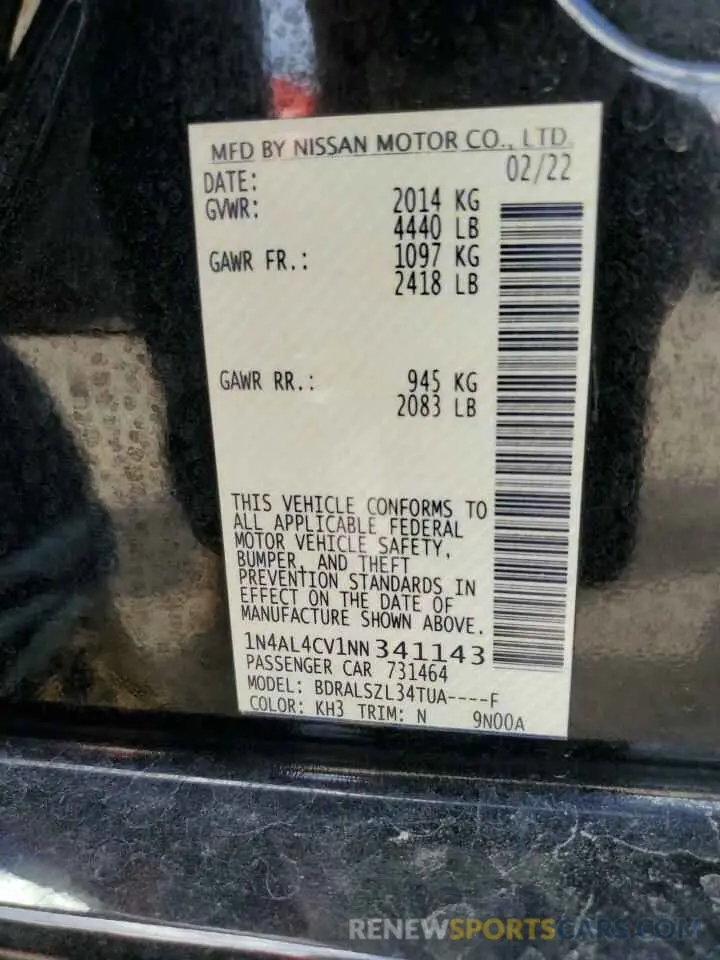 MFD BY NISSAN MOTOR CO., LTD.
DATE: 02/22
GVWR: 2014 KG
4440 LB
GAWR FR.: 1097 KG
2418 LB
GAWR RR.: 945 KG
2083 LB
THIS VEHICLE CONFORMS TO
ALL APPLICABLE FEDERAL
MOTOR VEHICLE SAFETY,
BUMPER, AND THEFT
PREVENTION STANDARDS IN
EFFECT ON THE DATE OF
MANUFACTURE SHOWN ABOVE.
1N4AL4CV1NN341143
PASSENGER CAR 731464
MODEL: BDRALSZL34TUA----F
COLOR: KH3 TRIM: N 9N00A
RENEWSPORTSCARS.COM